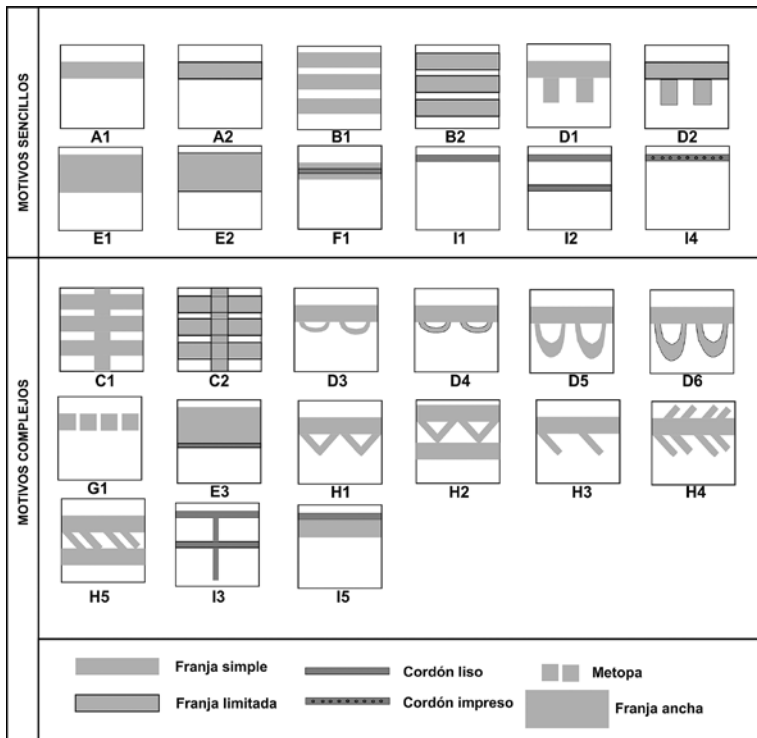 MOTIVOS SENCILLOS
A1 A2 B1 B2 D1 D2
E1 E2 F1 I1 I2 I4
MOTIVOS COMPLEJOS
C1 C2 D3 D4 D5 D6
G1 E3 H1 H2 H3 H4
H5 I3 I5
Franja simple Cordón liso Metopa
Franja limitada Cordón impreso Franja ancha